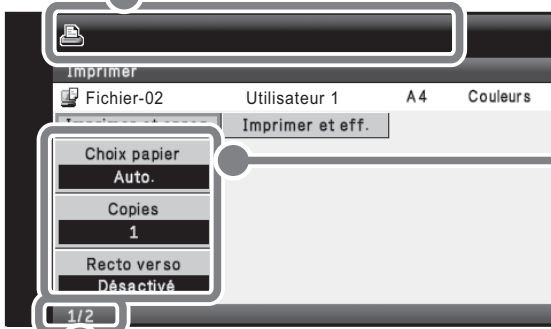 Imprimer
Fichier-02 Utilisateur 1 A4 Couleurs
Imprimer et eff.
Choix papier
Auto.
Copies
1
Recto verso
Désactivé
1/2